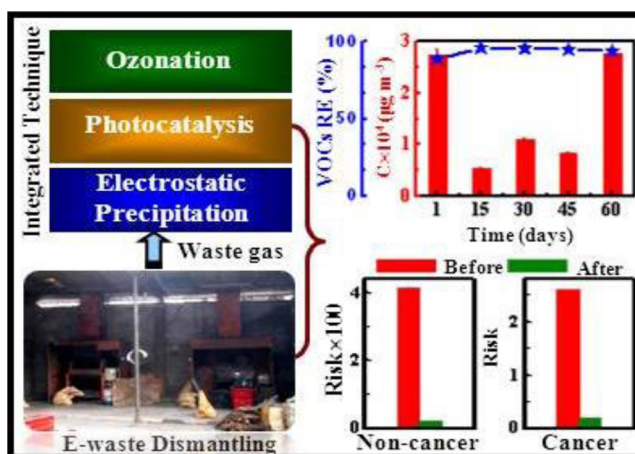 Integrated Technique
Ozonation
Photocatalysis
Electrostatic
Precipitation
Waste gas
E-waste Dismantling
VOCs RE (%)
100
50
0
C×10⁴ (μg m⁻³)
3
2
1
0
1 15 30 45 60
Time (days)
Before After
Risk×100
4
2
0
Non-cancer
Risk
2
1
0
Cancer